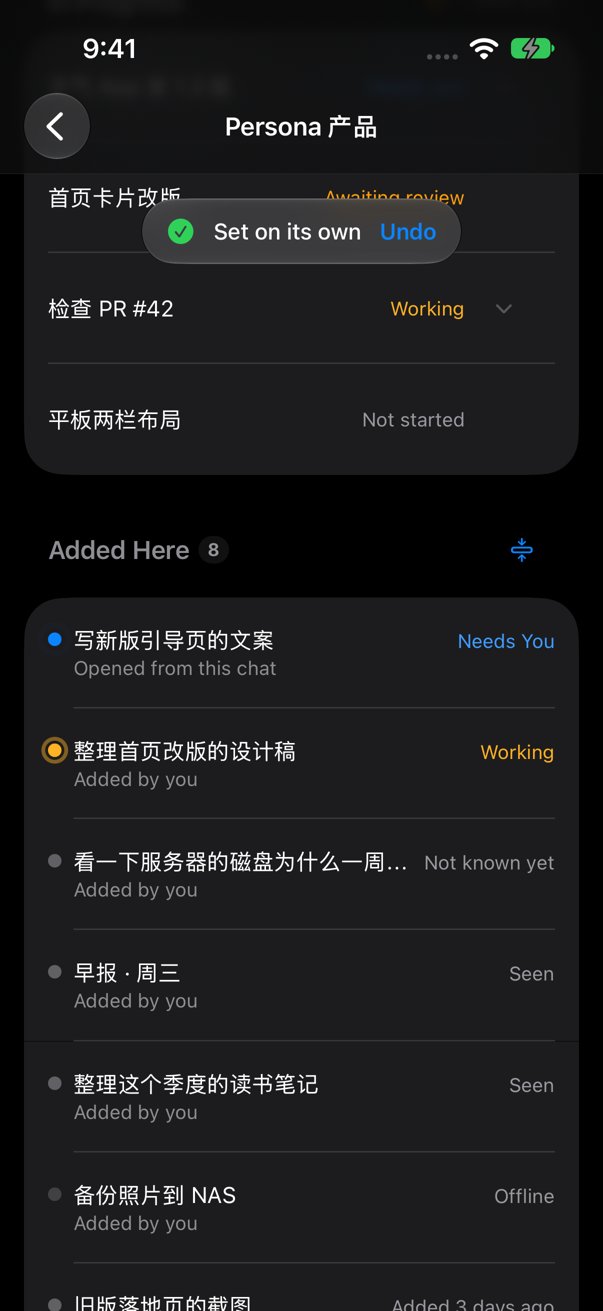 9:41
Persona 产品
首页卡片改版
Awaiting review
Set on its own
Undo
检查 PR #42
Working
平板两栏布局
Not started
Added Here
8
写新版引导页的文案
Needs You
Opened from this chat
整理首页改版的设计稿
Working
Added by you
看一下服务器的磁盘为什么一周…
Not known yet
Added by you
早报 · 周三
Seen
Added by you
整理这个季度的读书笔记
Seen
Added by you
备份照片到 NAS
Offline
Added by you
旧版落地页的截图
Added 3 days ago